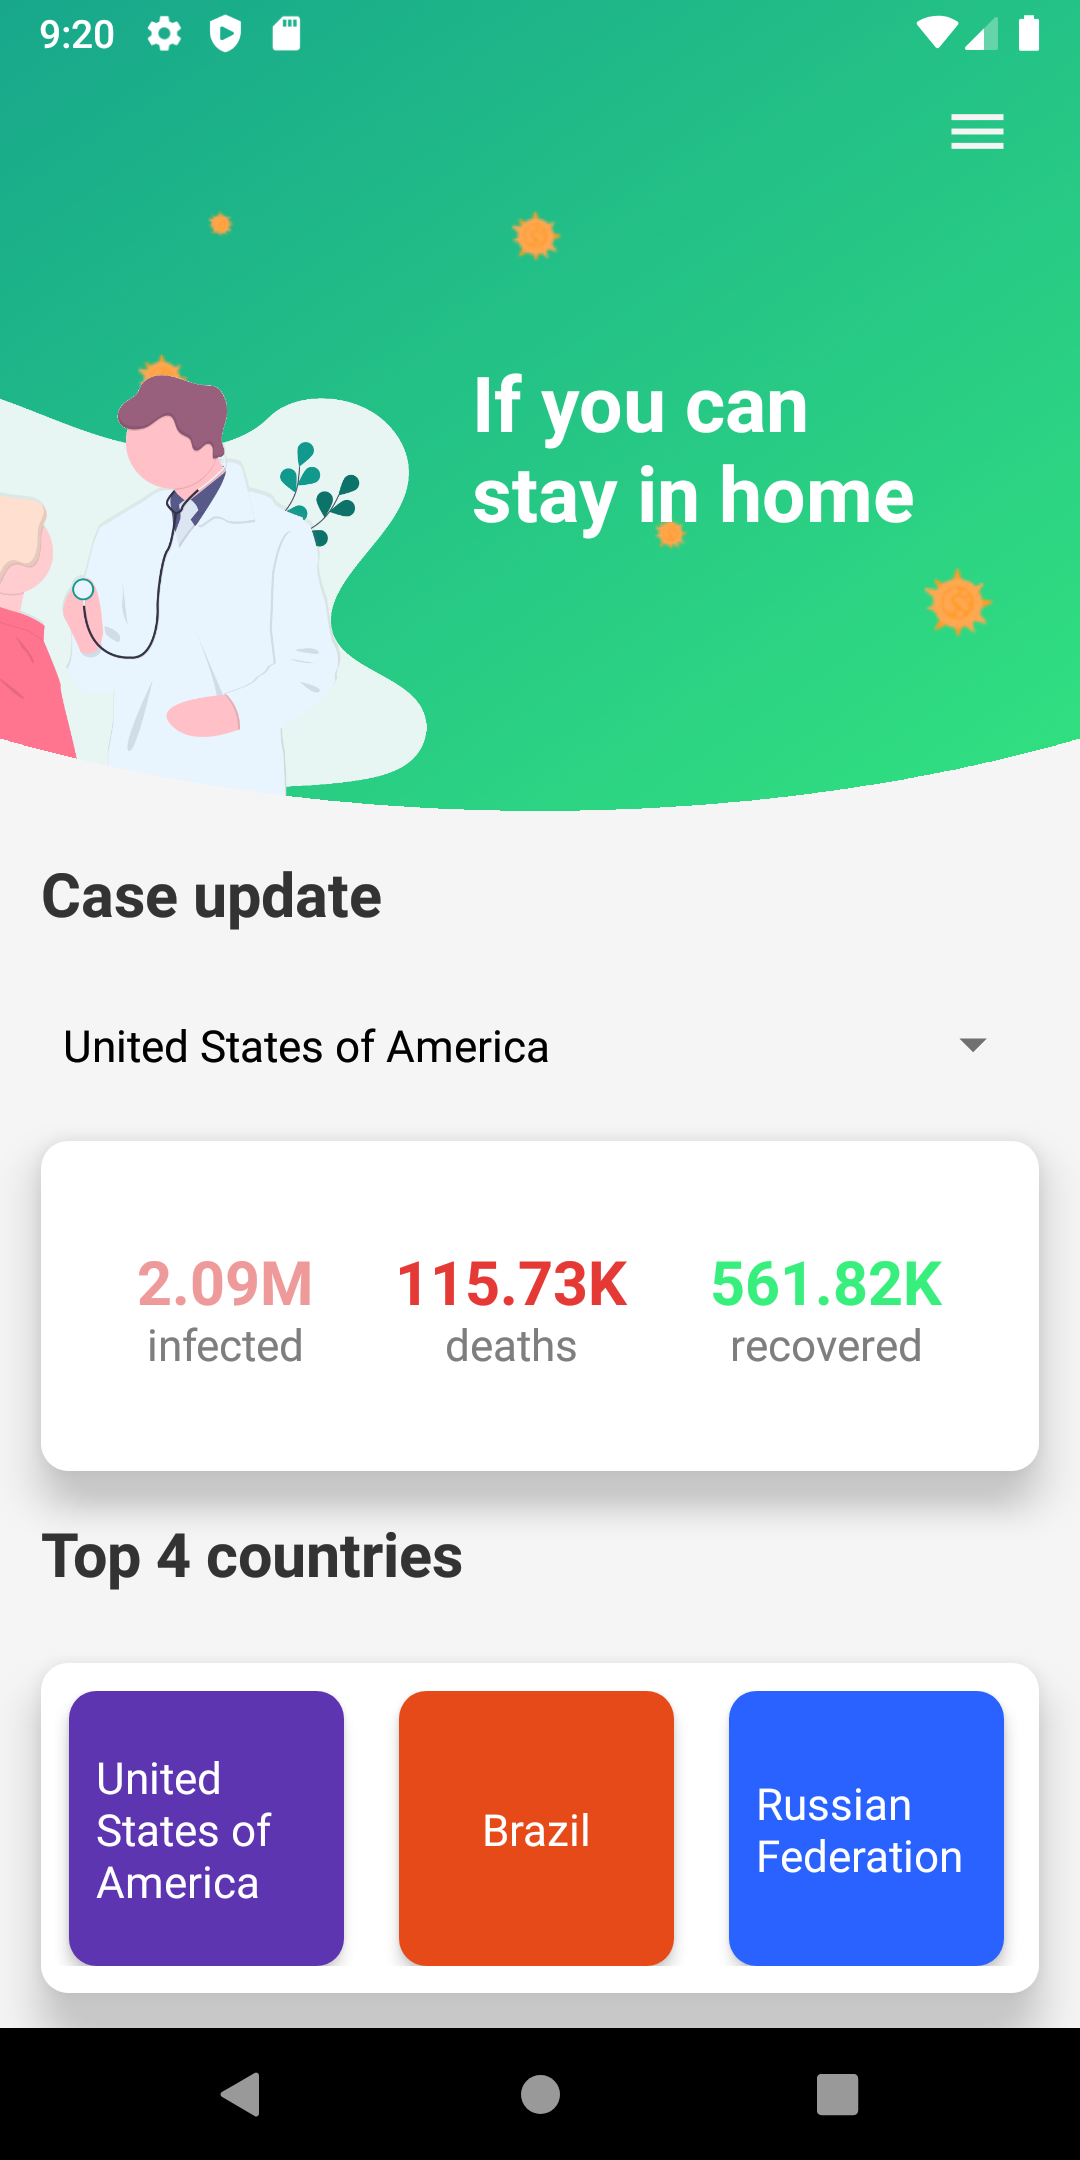 9:20
If you can
stay in home
Case update
United States of America
2.09M 115.73K 561.82K
infected deaths recovered
Top 4 countries
United
States of
America
Brazil
Russian
Federation